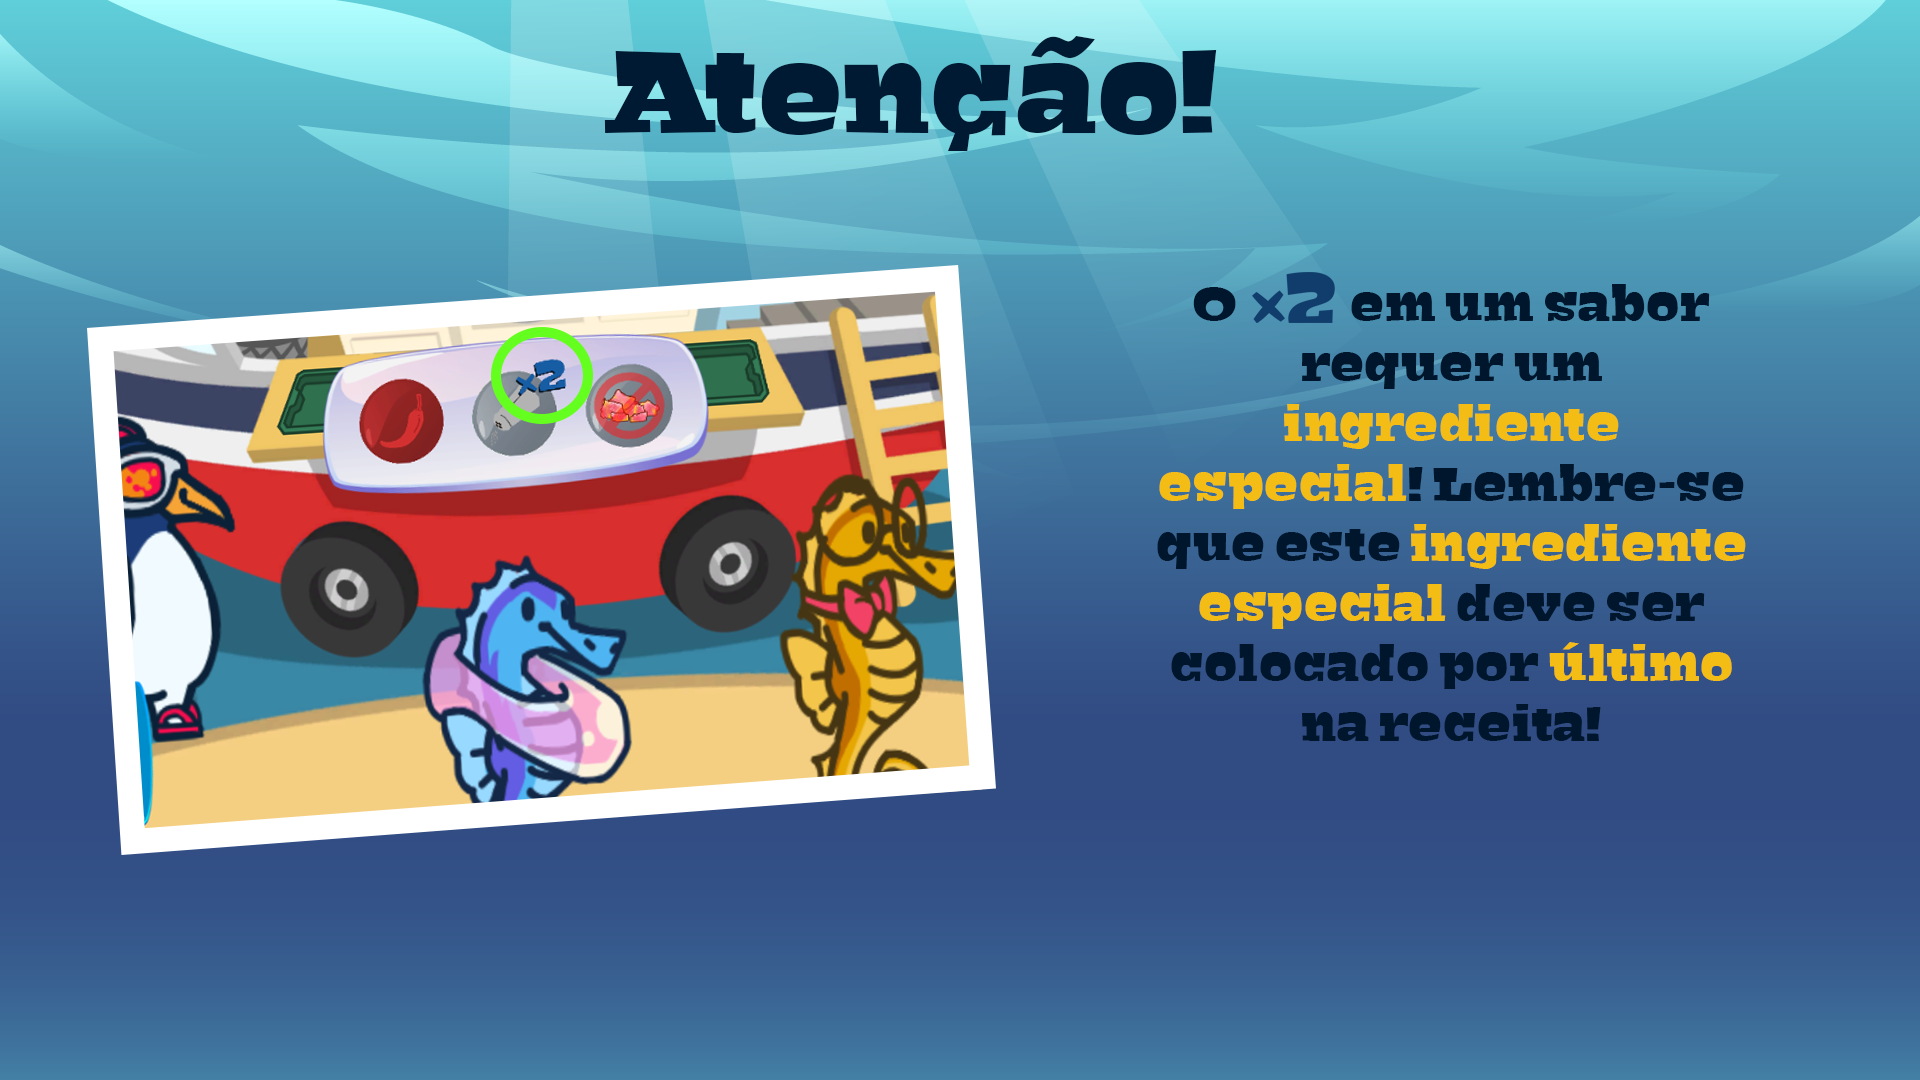 Atenção!
×2
O ×2 em um sabor
requer um
ingrediente
especial! Lembre-se
que este ingrediente
especial deve ser
colocado por último
na receita!